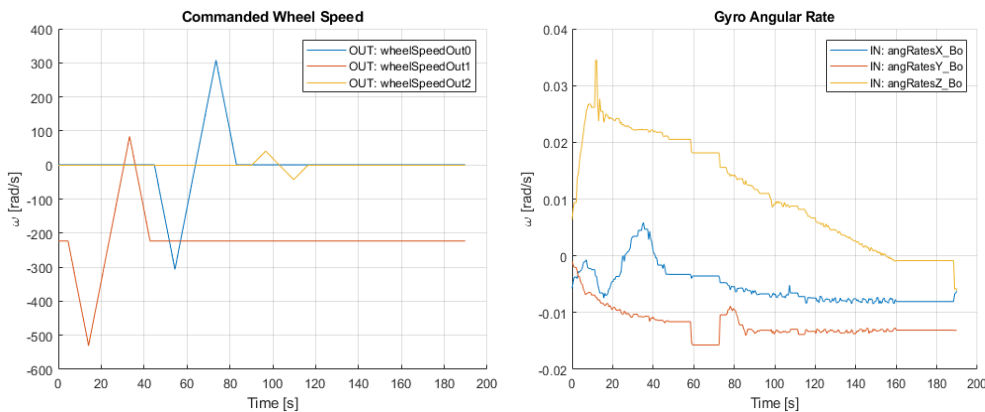 Commanded Wheel Speed
400
300
200
100
0
-100
-200
-300
-400
-500
-600
ω [rad/s]
0 20 40 60 80 100 120 140 160 180 200
Time [s]
OUT: wheelSpeedOut0
OUT: wheelSpeedOut1
OUT: wheelSpeedOut2
Gyro Angular Rate
0.04
0.03
0.02
0.01
0
-0.01
-0.02
ω [rad/s]
0 20 40 60 80 100 120 140 160 180 200
Time [s]
IN: angRatesX_Bo
IN: angRatesY_Bo
IN: angRatesZ_Bo